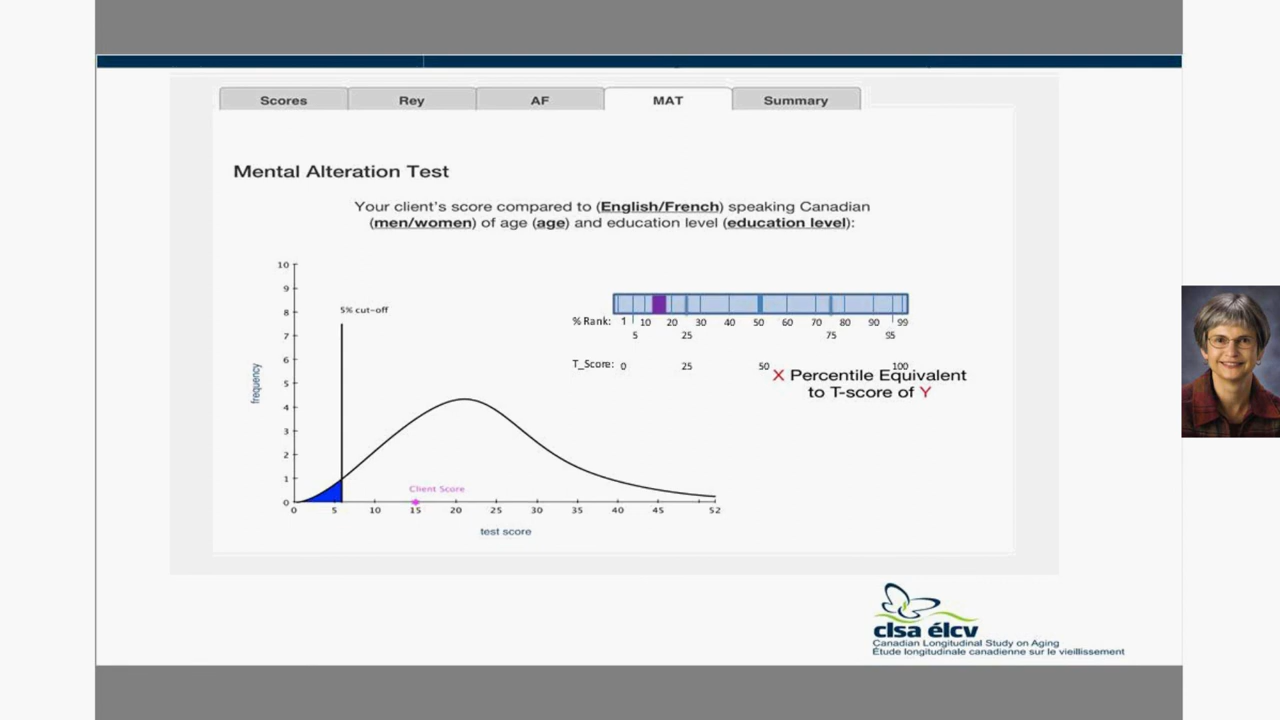 Scores Rey AF MAT Summary
Mental Alteration Test
Your client's score compared to (English/French) speaking Canadian
(men/women) of age (age) and education level (education level):
10
9
8
7
6
5
4
3
2
1
0
frequency
5% cut-off
Client Score
0 5 10 15 20 25 30 35 40 45 52
test score
% Rank: 1 10 20 30 40 50 60 70 80 90 99
5 25 75 95
T_Score: 0 25 50 100
X Percentile Equivalent
to T-score of Y
clsa élcv
Canadian Longitudinal Study on Aging
Étude longitudinale canadienne sur le vieillissement